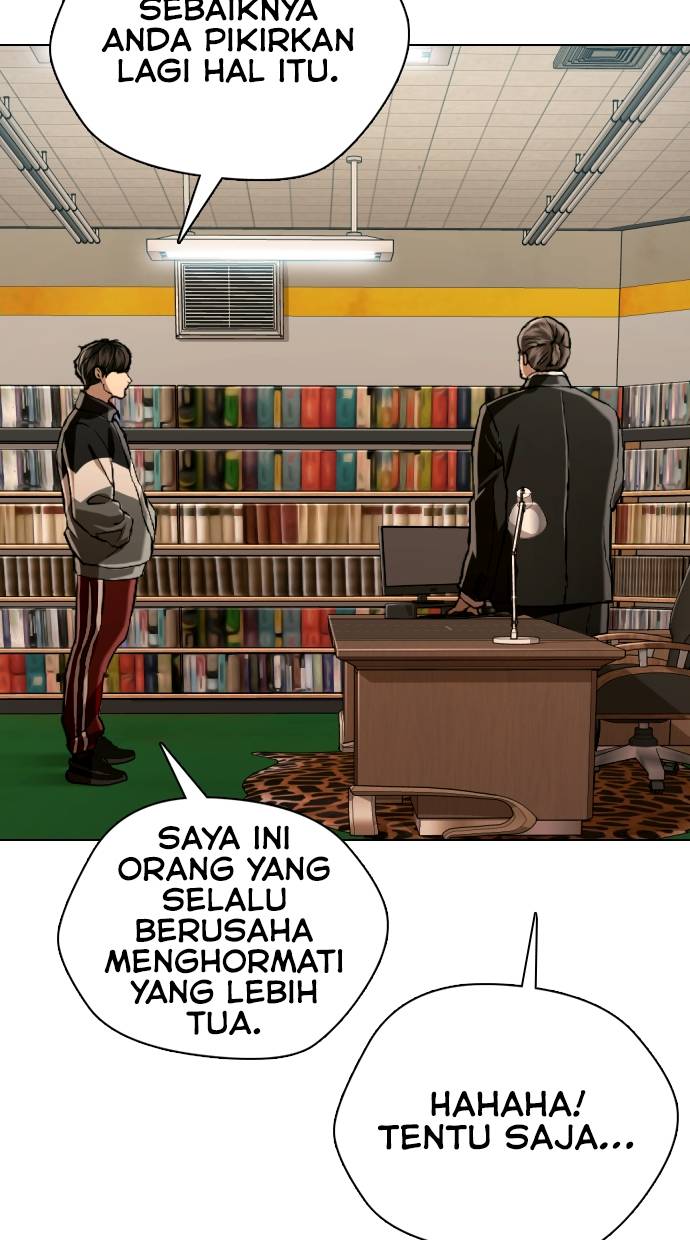 SEBAIKNYA
ANDA PIKIRKAN
LAGI HAL ITU.
SAYA INI
ORANG YANG
SELALU
BERUSAHA
MENGHORMATI
YANG LEBIH
TUA.
HAHAHA!
TENTU SAJA...